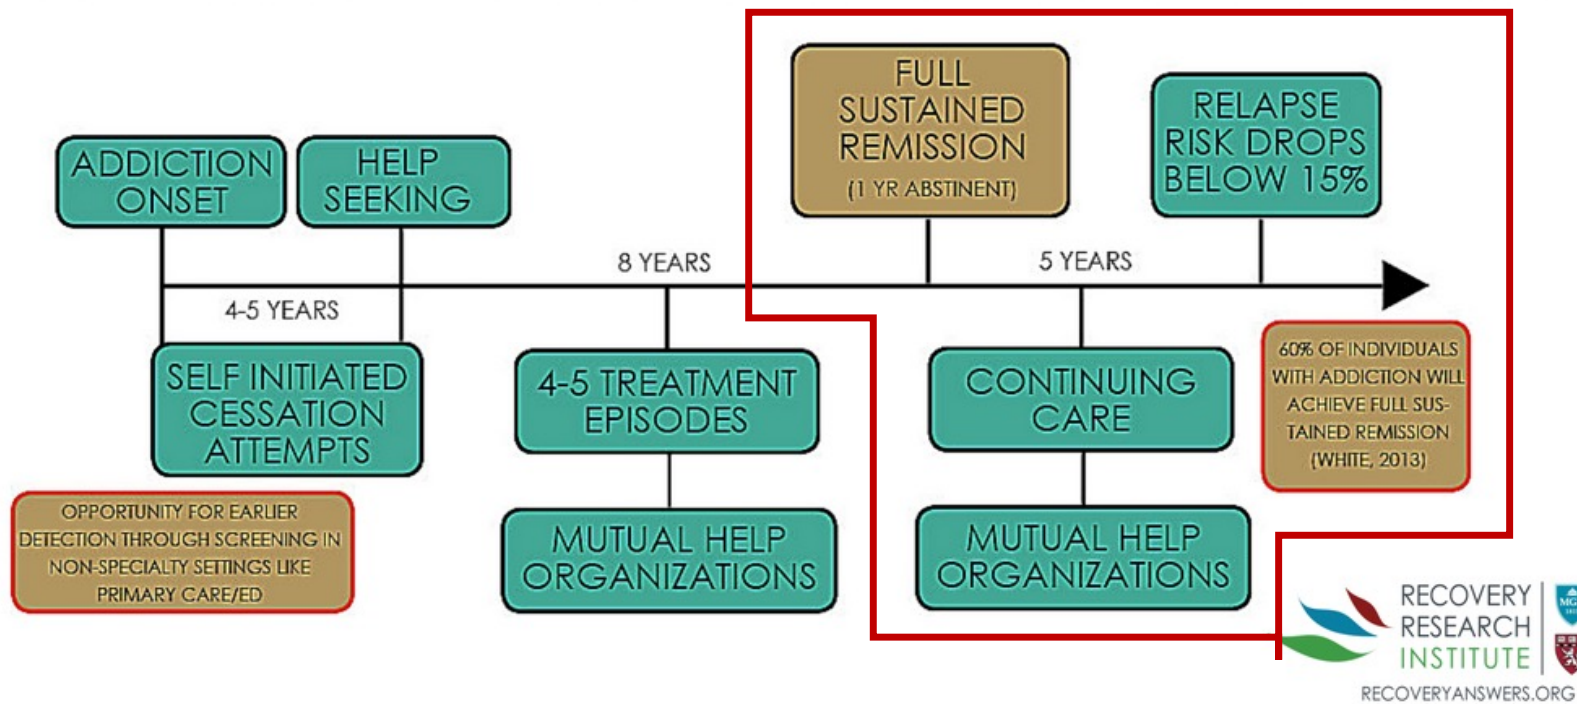 ADDICTION
ONSET
HELP
SEEKING
FULL
SUSTAINED
REMISSION
(1 YR ABSTINENT)
RELAPSE
RISK DROPS
BELOW 15%
8 YEARS
5 YEARS
4-5 YEARS
SELF INITIATED
CESSATION
ATTEMPTS
4-5 TREATMENT
EPISODES
CONTINUING
CARE
60% OF INDIVIDUALS
WITH ADDICTION WILL
ACHIEVE FULL SUS-
TAINED REMISSION
(WHITE, 2013)
OPPORTUNITY FOR EARLIER
DETECTION THROUGH SCREENING IN
NON-SPECIALTY SETTINGS LIKE
PRIMARY CARE/ED
MUTUAL HELP
ORGANIZATIONS
MUTUAL HELP
ORGANIZATIONS
RECOVERY
RESEARCH
INSTITUTE
RECOVERYANSWERS.ORG